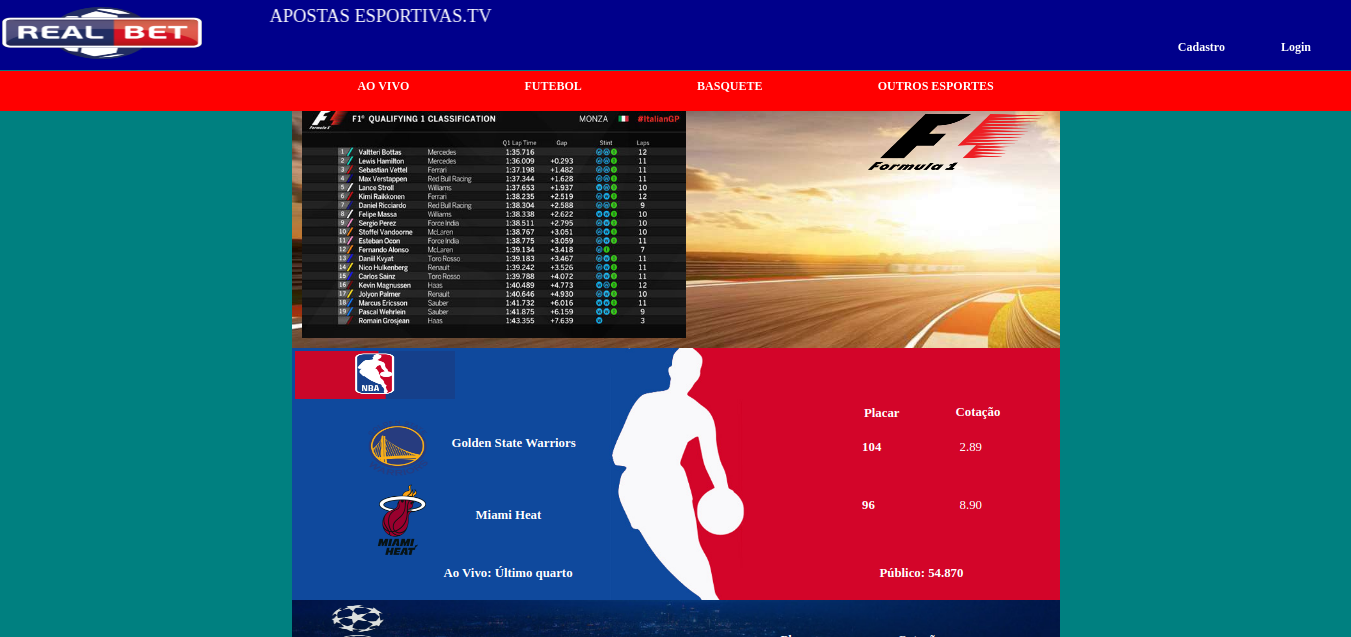 REAL BET
APOSTAS ESPORTIVAS.TV
Cadastro Login
AO VIVO FUTEBOL BASQUETE OUTROS ESPORTES
F1® QUALIFYING 1 CLASSIFICATION MONZA #ItalianGP
Q1 Lap Time Gap Stint Laps
1 Valtteri Bottas Mercedes 1:35.716 12
2 Lewis Hamilton Mercedes 1:36.009 +0.293 11
3 Sebastian Vettel Ferrari 1:37.198 +1.482 11
4 Max Verstappen Red Bull Racing 1:37.344 +1.628 11
5 Lance Stroll Williams 1:37.653 +1.937 10
6 Kimi Raikkonen Ferrari 1:38.235 +2.519 12
7 Daniel Ricciardo Red Bull Racing 1:38.304 +2.588 9
8 Felipe Massa Williams 1:38.338 +2.622 10
9 Sergio Perez Force India 1:38.511 +2.795 10
10 Stoffel Vandoorne McLaren 1:38.767 +3.051 10
11 Esteban Ocon Force India 1:38.775 +3.059 11
12 Fernando Alonso McLaren 1:39.134 +3.418 7
13 Daniil Kvyat Toro Rosso 1:39.183 +3.467 11
14 Nico Hulkenberg Renault 1:39.242 +3.526 11
15 Carlos Sainz Toro Rosso 1:39.788 +4.072 11
16 Kevin Magnussen Haas 1:40.489 +4.773 12
17 Jolyon Palmer Renault 1:40.646 +4.930 10
18 Marcus Ericsson Sauber 1:41.732 +6.016 11
19 Pascal Wehrlein Sauber 1:41.875 +6.159 9
Romain Grosjean Haas 1:43.355 +7.639 3
Formula 1
NBA
Placar Cotação
Golden State Warriors 104 2.89
Miami Heat 96 8.90
MIAMI HEAT
Ao Vivo: Último quarto Público: 54.870